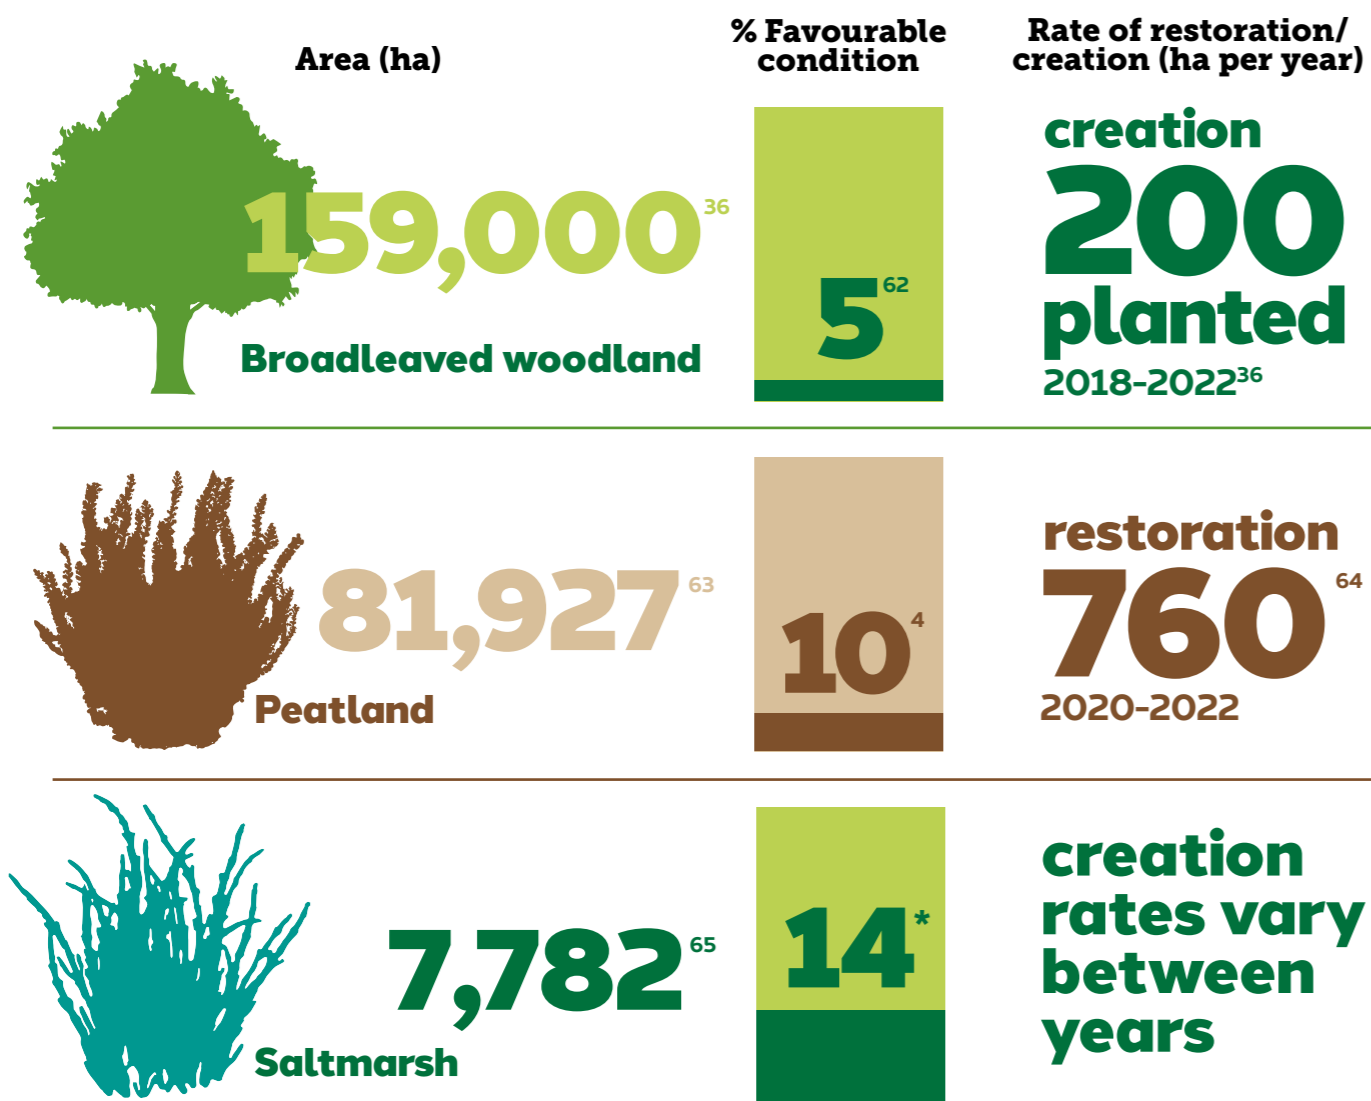 Area (ha)
% Favourable
condition
Rate of restoration/
creation (ha per year)
159,000 36
Broadleaved woodland
5 62
creation
200
planted
2018-2022 36
81,927 63
Peatland
10 4
restoration
760 64
2020-2022
7,782 65
Saltmarsh
14*
creation
rates vary
between
years